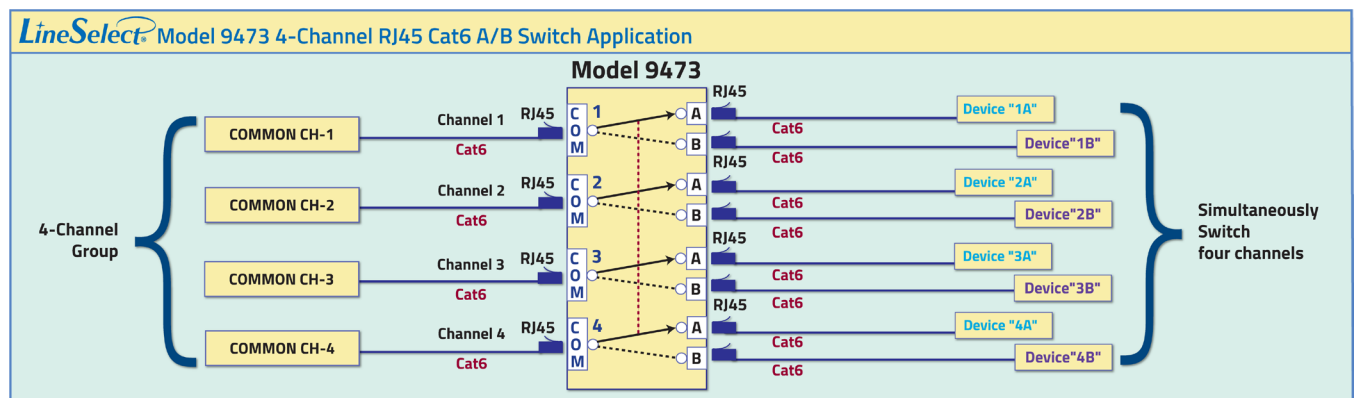 LineSelect® Model 9473 4-Channel RJ45 Cat6 A/B Switch Application
Model 9473
4-Channel
Group
COMMON CH-1
Channel 1
Cat6
RJ45
COM
1
A
B
RJ45
Cat6
Cat6
Device "1A"
Device"1B"
COMMON CH-2
Channel 2
Cat6
RJ45
COM
2
A
B
RJ45
Cat6
Cat6
Device "2A"
Device"2B"
COMMON CH-3
Channel 3
Cat6
RJ45
COM
3
A
B
RJ45
Cat6
Cat6
Device "3A"
Device"3B"
COMMON CH-4
Channel 4
Cat6
RJ45
COM
4
A
B
RJ45
Cat6
Cat6
Device "4A"
Device"4B"
Simultaneously
Switch
four channels